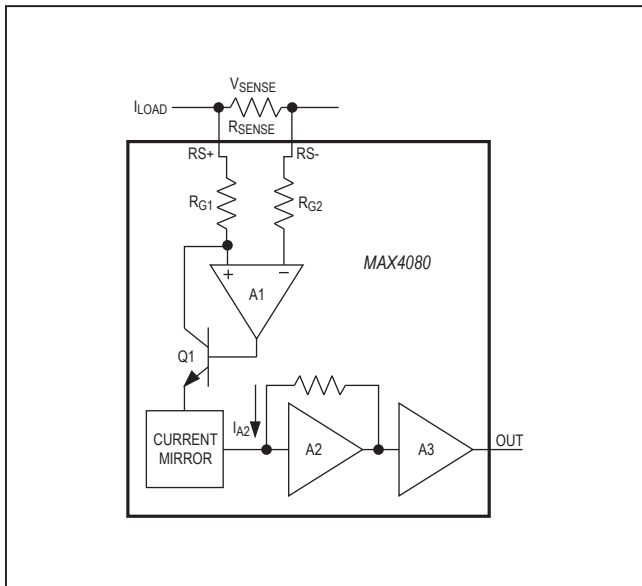 VSENSE
ILOAD
RSENSE
RS+
RS-
RG1
RG2
MAX4080
+
−
A1
Q1
IA2
CURRENT
MIRROR
A2
A3
OUT